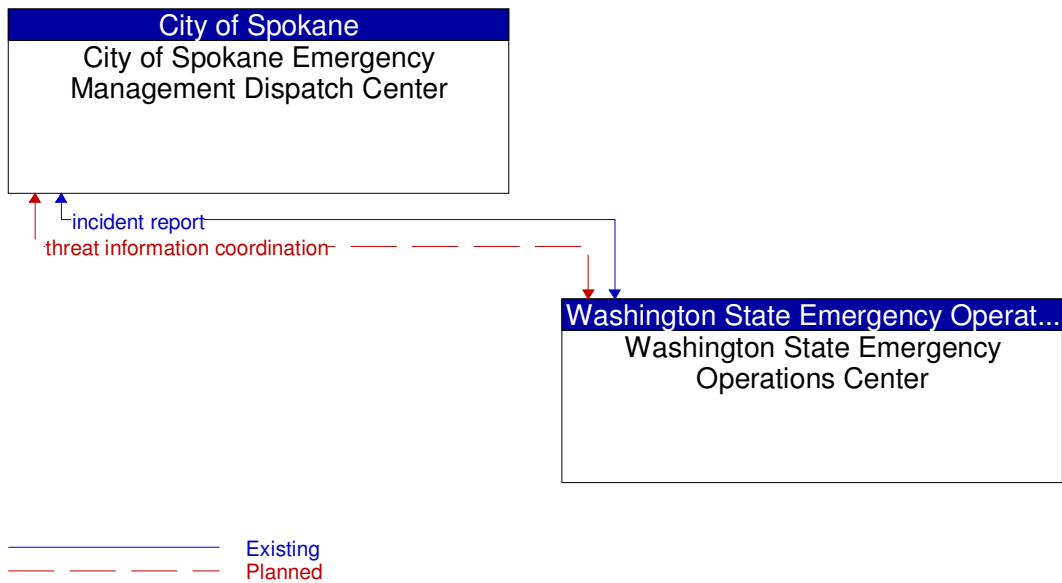 City of Spokane
City of Spokane Emergency
Management Dispatch Center
incident report
threat information coordination
Washington State Emergency Operat...
Washington State Emergency
Operations Center
Existing
Planned